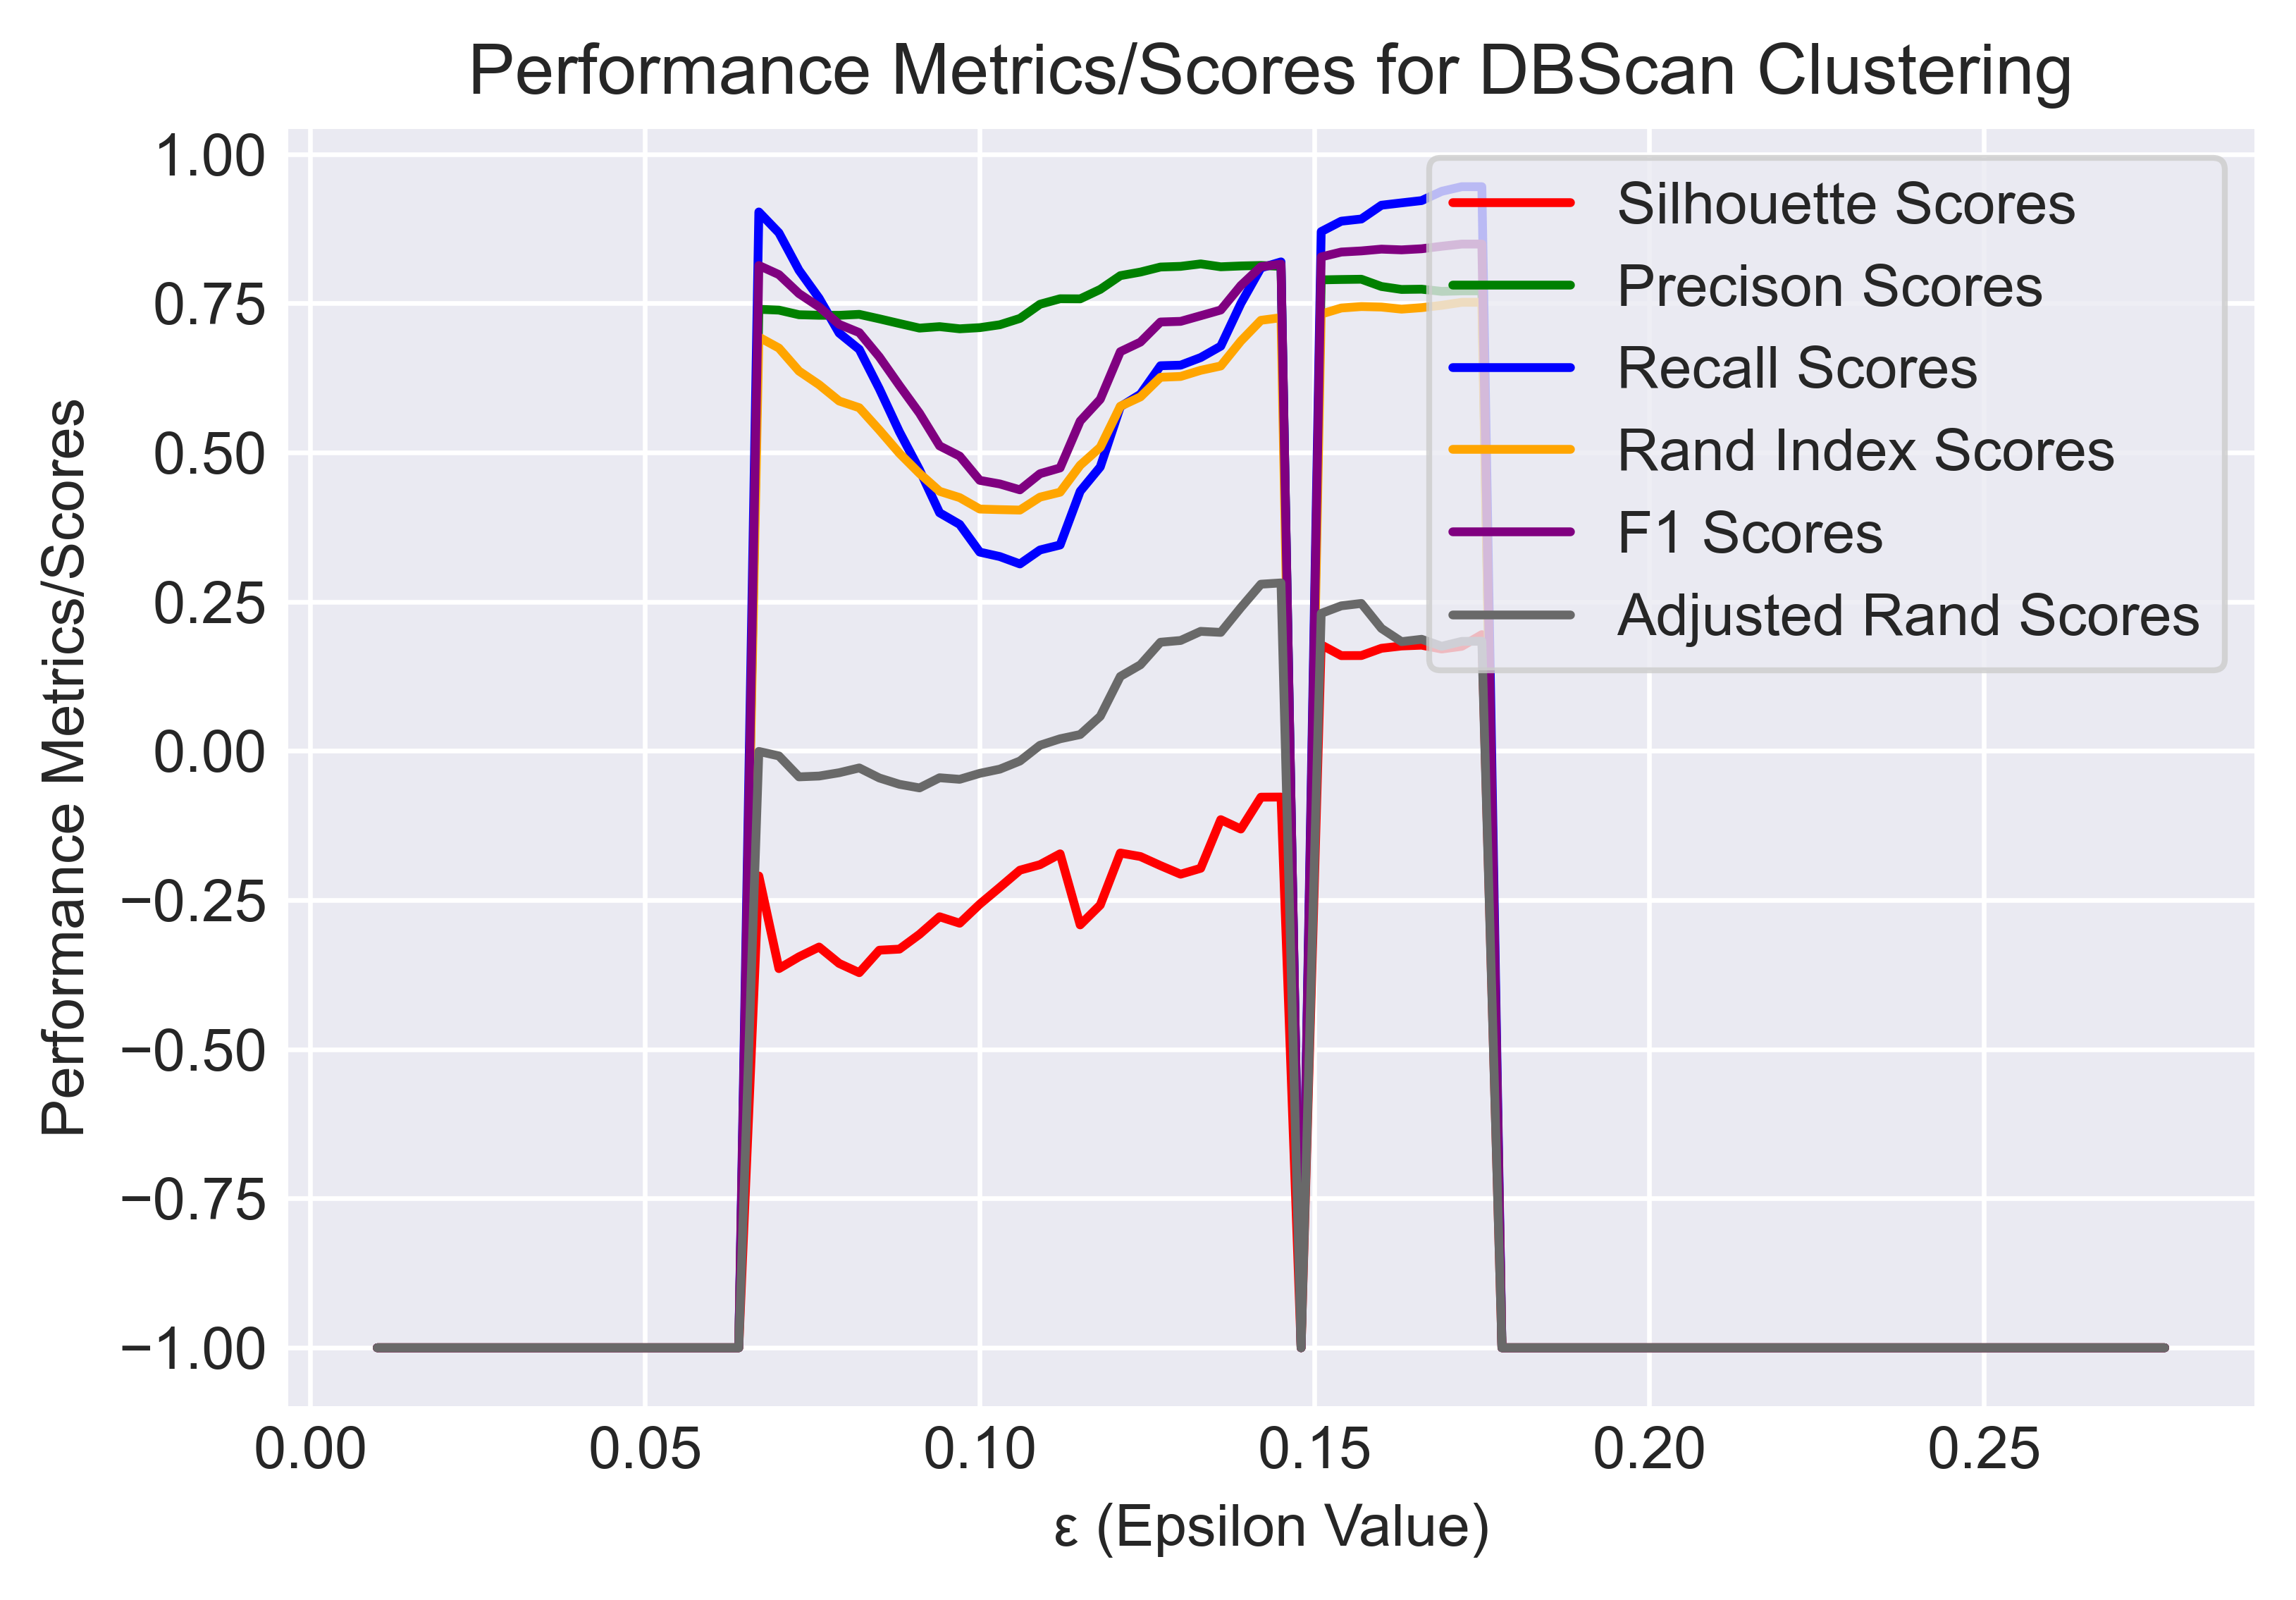 Performance Metrics/Scores for DBScan Clustering
Performance Metrics/Scores
1.00
0.75
0.50
0.25
0.00
−0.25
−0.50
−0.75
−1.00
Silhouette Scores
Precison Scores
Recall Scores
Rand Index Scores
F1 Scores
Adjusted Rand Scores
0.00 0.05 0.10 0.15 0.20 0.25
ε (Epsilon Value)